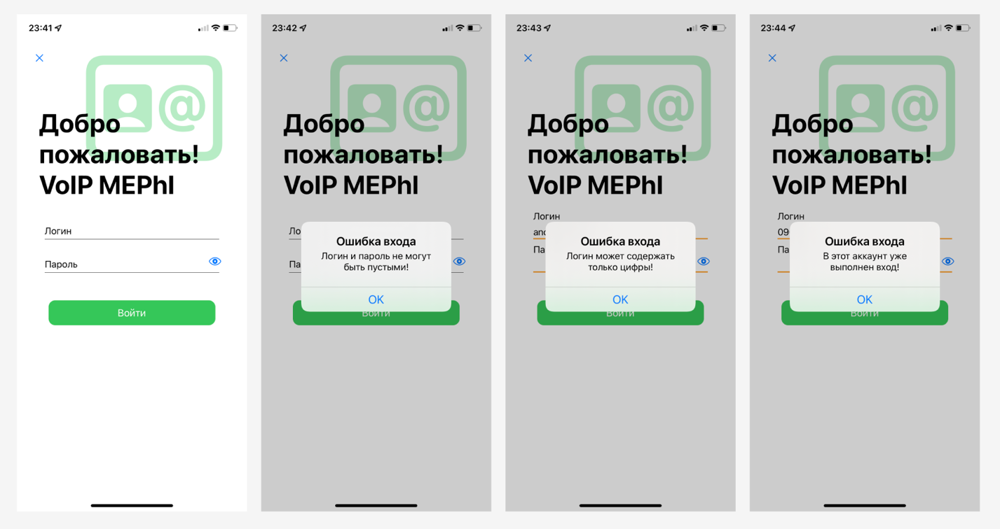 23:41
Добро
пожаловать!
VoIP MEPhI
Логин
Пароль
Войти
23:42
Добро
пожаловать!
VoIP MEPhI
Ло
Ошибка входа
Логин и пароль не могут
быть пустыми!
Па
OK
Войти
23:43
Добро
пожаловать!
VoIP MEPhI
Логин
and
Ошибка входа
Па
Логин может содержать
только цифры!
OK
Войти
23:44
Добро
пожаловать!
VoIP MEPhI
Логин
09
Ошибка входа
Па
В этот аккаунт уже
выполнен вход!
OK
Войти